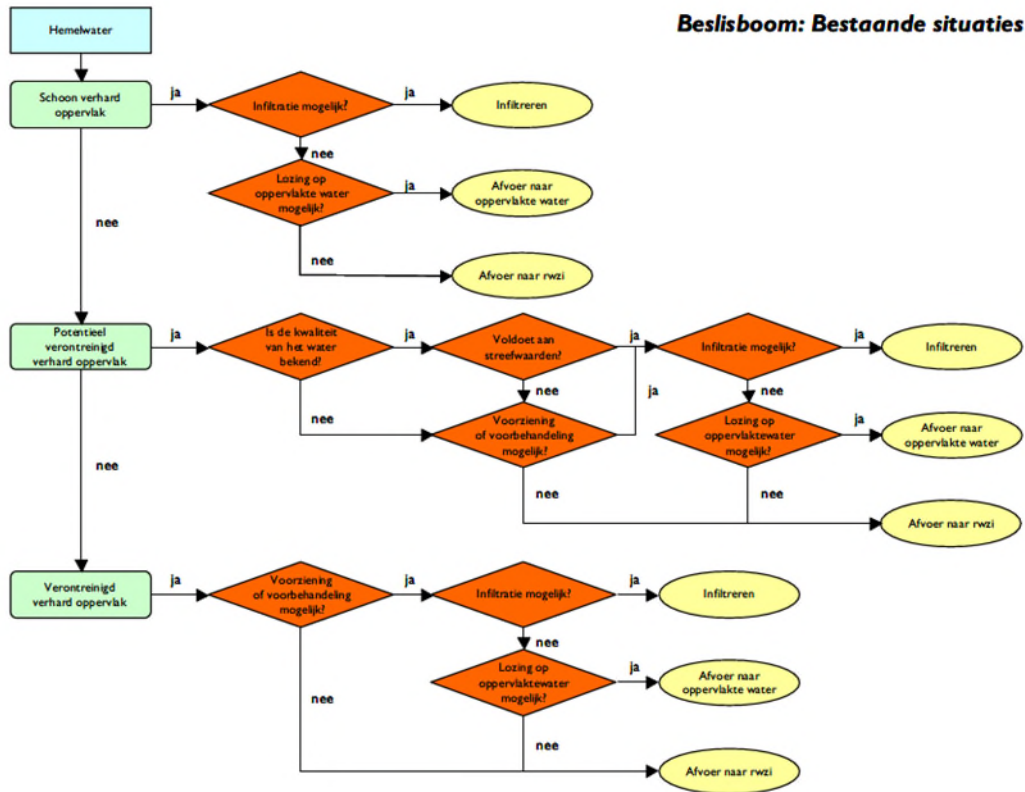 Beslisboom: Bestaande situaties
Hemelwater
Schoon verhard
oppervlak
ja
Infiltratie mogelijk?
ja
Infiltreren
nee
Lozing op
oppervlakte water
mogelijk?
ja
Afvoer naar
oppervlakte water
nee
nee
Afvoer naar rwzi
Potentieel
verontreinigd
verhard oppervlak
ja
Is de kwaliteit
van het water
bekend?
ja
Voldoet aan
streefwaarden?
ja
Infiltratie mogelijk?
ja
Infiltreren
nee
nee
ja
nee
Voorziening
of voorbehandeling
mogelijk?
Lozing op
oppervlaktewater
mogelijk?
ja
Afvoer naar
oppervlakte water
nee
nee
nee
Afvoer naar rwzi
Verontreinigd
verhard oppervlak
ja
Voorziening
of voorbehandeling
mogelijk?
ja
Infiltratie mogelijk?
ja
Infiltreren
nee
Lozing op
oppervlaktewater
mogelijk?
ja
Afvoer naar
oppervlakte water
nee
nee
Afvoer naar rwzi